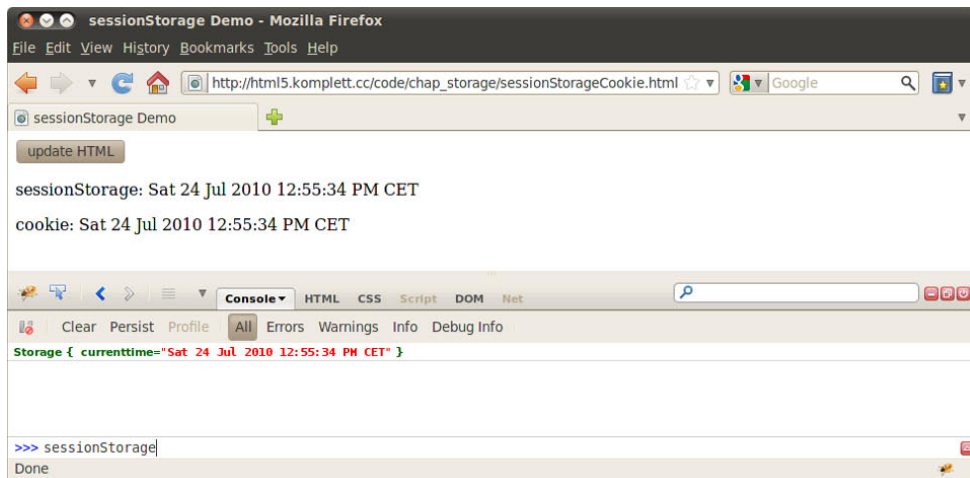 sessionStorage Demo - Mozilla Firefox
File Edit View History Bookmarks Tools Help
http://html5.komplett.cc/code/chap_storage/sessionStorageCookie.html Google
sessionStorage Demo
update HTML
sessionStorage: Sat 24 Jul 2010 12:55:34 PM CET
cookie: Sat 24 Jul 2010 12:55:34 PM CET
Console HTML CSS Script DOM Net
Clear Persist Profile All Errors Warnings Info Debug Info
Storage { currenttime="Sat 24 Jul 2010 12:55:34 PM CET" }
>>> sessionStorage
Done